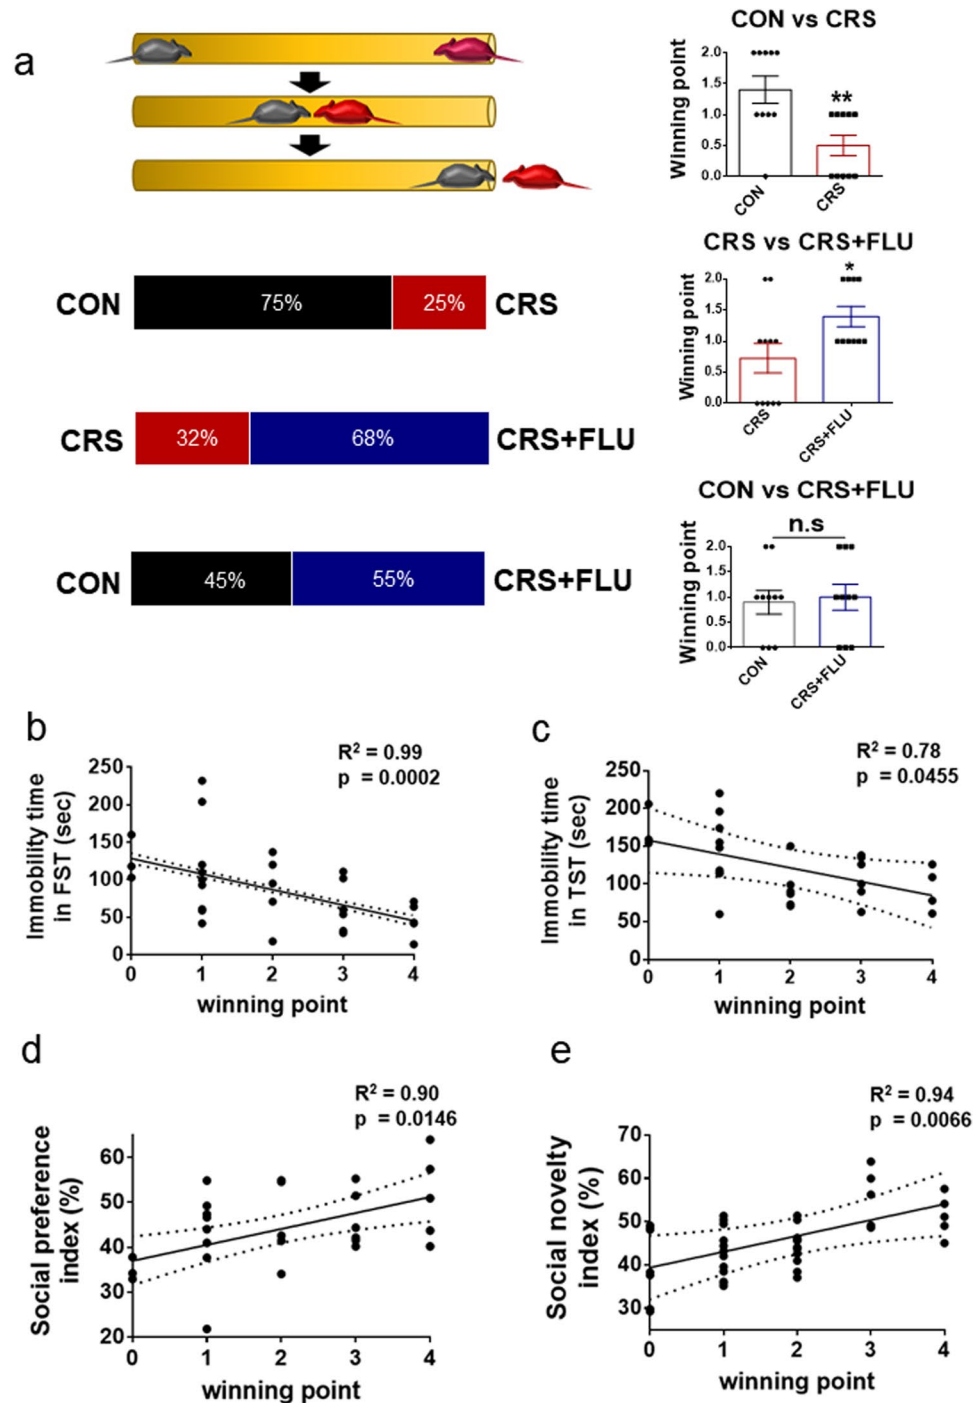 a
CON vs CRS
Winning point
2.0
1.5
1.0
0.5
0.0
**
CON
CRS
CON
75%
25%
CRS
CRS vs CRS+FLU
Winning point
2.0
1.5
1.0
0.5
0.0
*
CRS
CRS+FLU
CRS
32%
68%
CRS+FLU
CON vs CRS+FLU
Winning point
2.0
1.5
1.0
0.5
0.0
n.s
CON
CRS+FLU
CON
45%
55%
CRS+FLU
b
R² = 0.99
p = 0.0002
Immobility time
in FST (sec)
250
200
150
100
50
0
0 1 2 3 4
winning point
c
R² = 0.78
p = 0.0455
Immobility time
in TST (sec)
250
200
150
100
50
0
0 1 2 3 4
winning point
d
R² = 0.90
p = 0.0146
Social preference
index (%)
60
50
40
30
20
0 1 2 3 4
winning point
e
R² = 0.94
p = 0.0066
Social novelty
index (%)
70
60
50
40
30
0 1 2 3 4
winning point